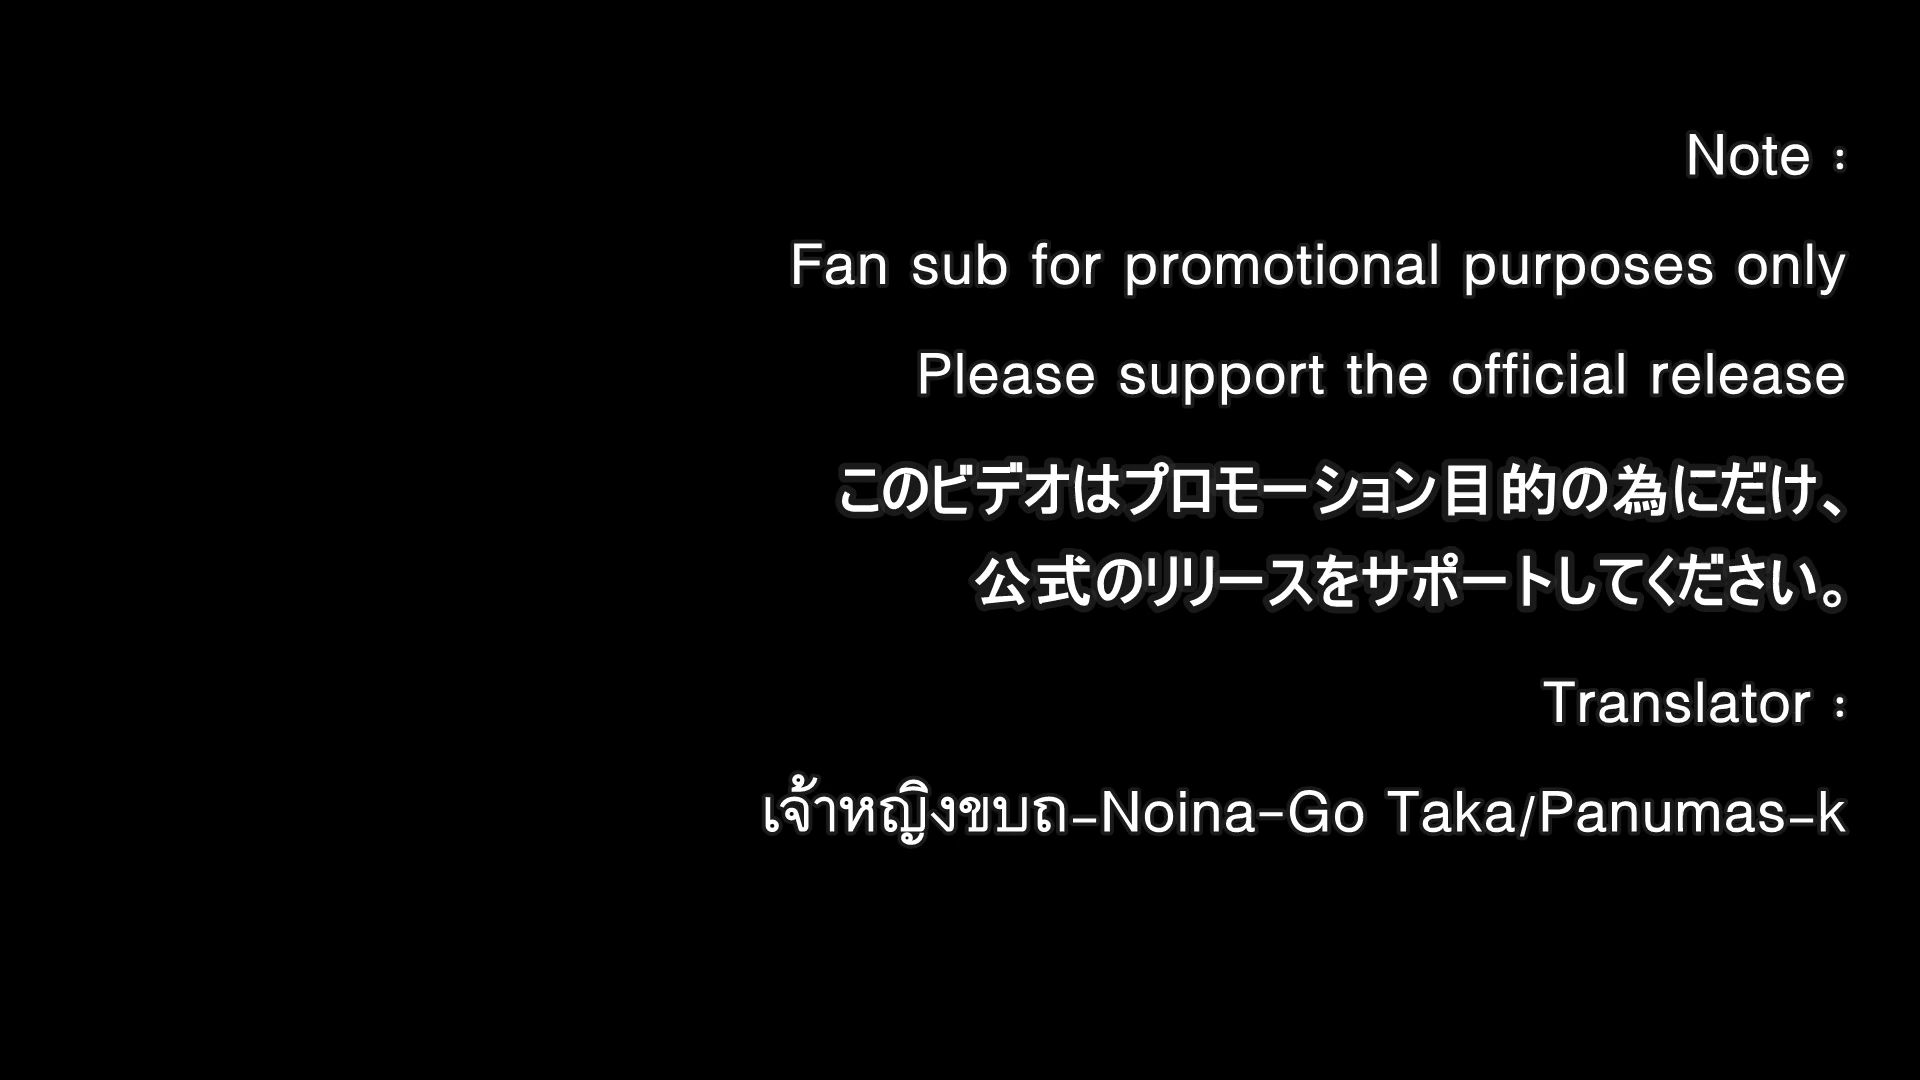 Note :
Fan sub for promotional purposes only
Please support the official release
このビデオはプロモーション目的の為にだけ、
公式のリリースをサポートしてください。
Translator :
เจ้าหญิงขบถ-Noina-Go Taka/Panumas-k